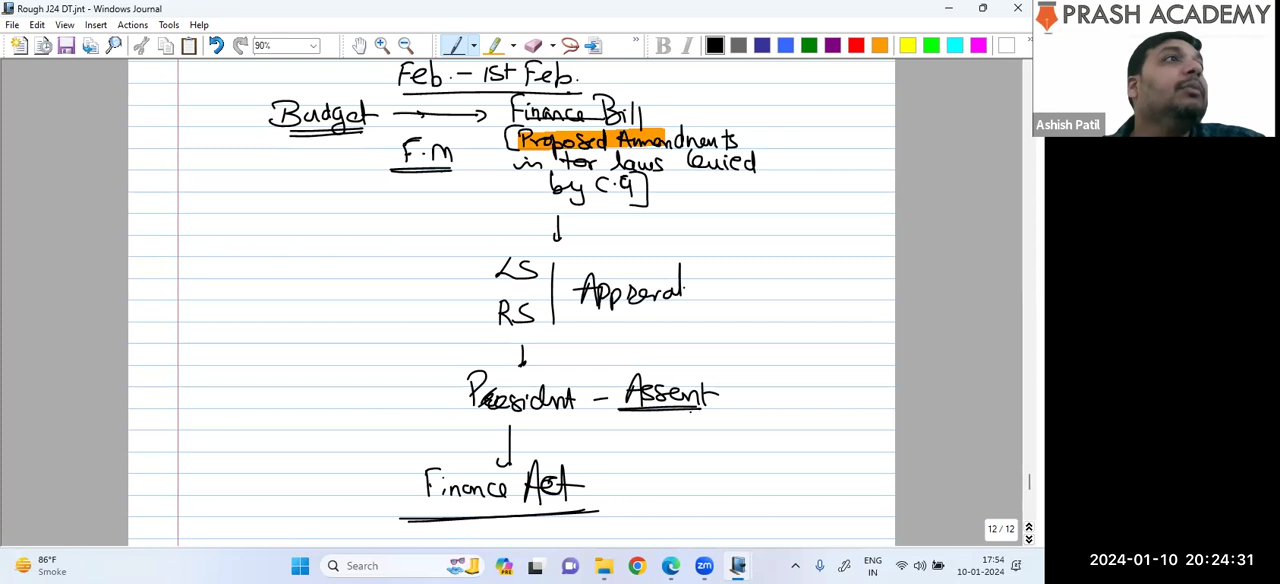 Rough J24 DT.jnt - Windows Journal
PRASH ACADEMY
File Edit View Insert Actions Tools Help
90%
B I
Ashish Patil
Feb. - 1st Feb.
Budget → Finance Bill
F.M [Proposed Amendments
in tax laws levied
by C.G]
LS
RS
Approval
President - Assent
Finance Act
12 / 12
86°F
Smoke
Search
ENG
IN
17:54
10-01-2024
2024-01-10 20:24:31